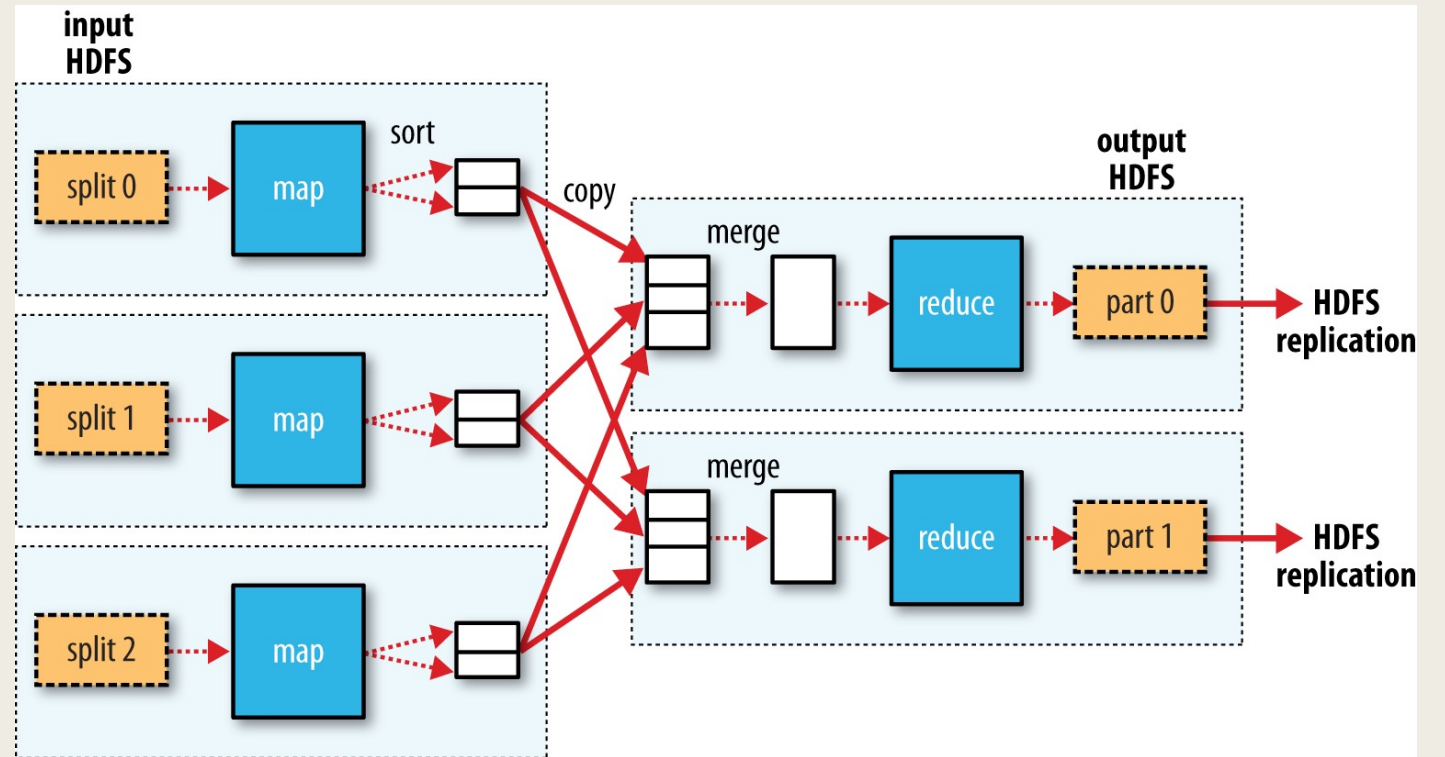 input
HDFS
split 0
map
sort
copy
split 1
map
split 2
map
output
HDFS
merge
reduce
part 0
HDFS
replication
merge
reduce
part 1
HDFS
replication